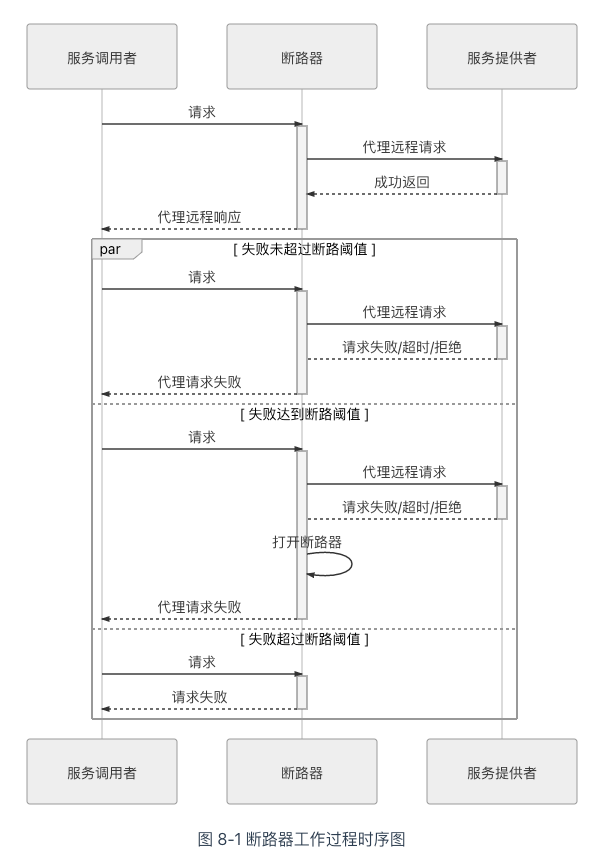 服务调用者 断路器 服务提供者
请求
代理远程请求
成功返回
代理远程响应
par [ 失败未超过断路阈值 ]
请求
代理远程请求
请求失败/超时/拒绝
代理请求失败
[ 失败达到断路阈值 ]
请求
代理远程请求
请求失败/超时/拒绝
打开断路器
代理请求失败
[ 失败超过断路阈值 ]
请求
请求失败
服务调用者 断路器 服务提供者
图 8-1 断路器工作过程时序图